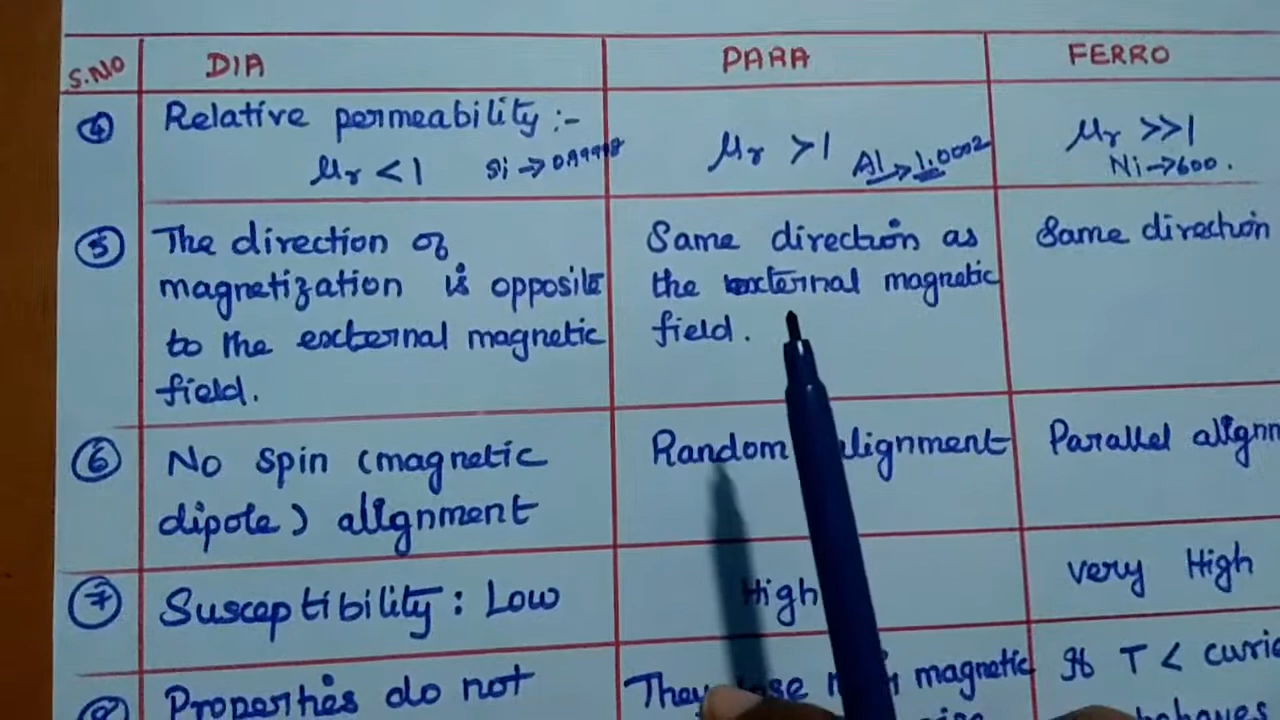 S.NO DIA PARA FERRO
4 Relative permeability :- μr < 1 Si → 0.99998 μr > 1 Al → 1.0002 μr >> 1 Ni → 600.
5 The direction of
magnetization is opposite
to the external magnetic
field.
Same direction as
the external magnetic
field.
Same direction
6 No spin (magnetic
dipole) alignment
Random
Parallel
7 Susceptibility : Low High very High
Properties do not
They magnetic
If T <